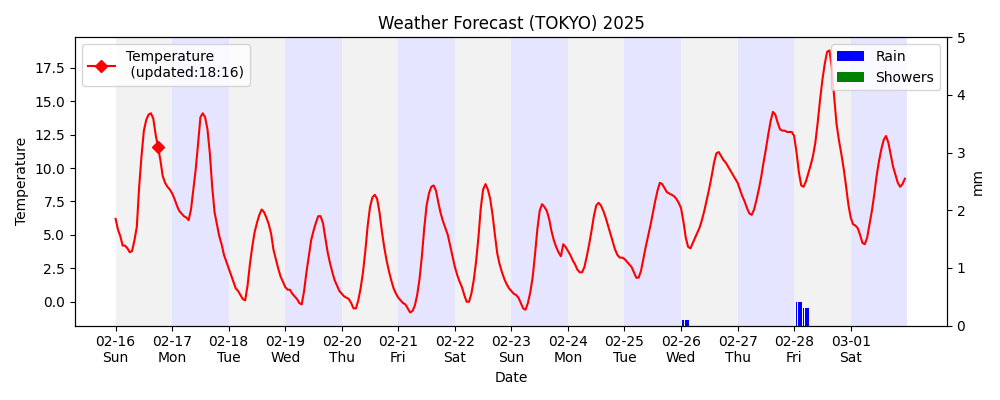 Weather Forecast (TOKYO) 2025
Temperature
(updated:18:16)
Rain
Showers
Temperature
17.5
15.0
12.5
10.0
7.5
5.0
2.5
0.0
5
4
3
2
1
0
mm
02-16 02-17 02-18 02-19 02-20 02-21 02-22 02-23 02-24 02-25 02-26 02-27 02-28 03-01
Sun Mon Tue Wed Thu Fri Sat Sun Mon Tue Wed Thu Fri Sat
Date